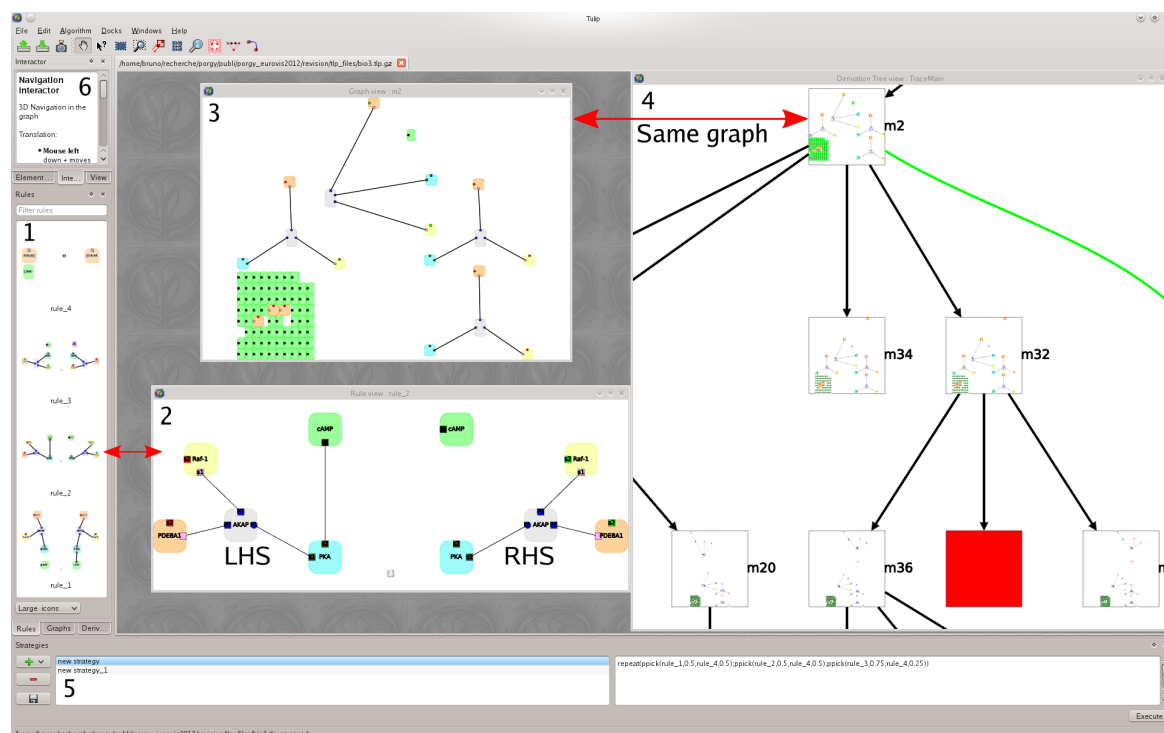 Tulip
File Edit Algorithm Docks Windows Help
Interactor
/home/bruno/recherche/porgy/publi/porgy_eurovis2012/revision/tlp_files/bio3.tlp.gz
Derivation Tree view : TraceMain
Navigation
Interactor
6
3D Navigation in the
graph
Translation:
• Mouse left
down + moves
Element ...
Inte...
View
Rules
Filter rules
1
rule_4
rule_3
rule_2
rule_1
Large icons
Rules
Graphs
Deriv...
Graph view : m2
3
4
Same graph
m2
m34
m32
m20
m36
Rule view : rule_2
2
cAMP
cAMP
Raf-1
s1
Raf-1
s1
PDE8A1
AKAP
AKAP
PDE8A1
LHS
PKA
PKA
RHS
Strategies
new strategy
new strategy_1
5
repeat(ppick(rule_1,0.5,rule_4,0.5);ppick(rule_2,0.5,rule_4,0.5);ppick(rule_3,0.75,rule_4,0.25))
Execute